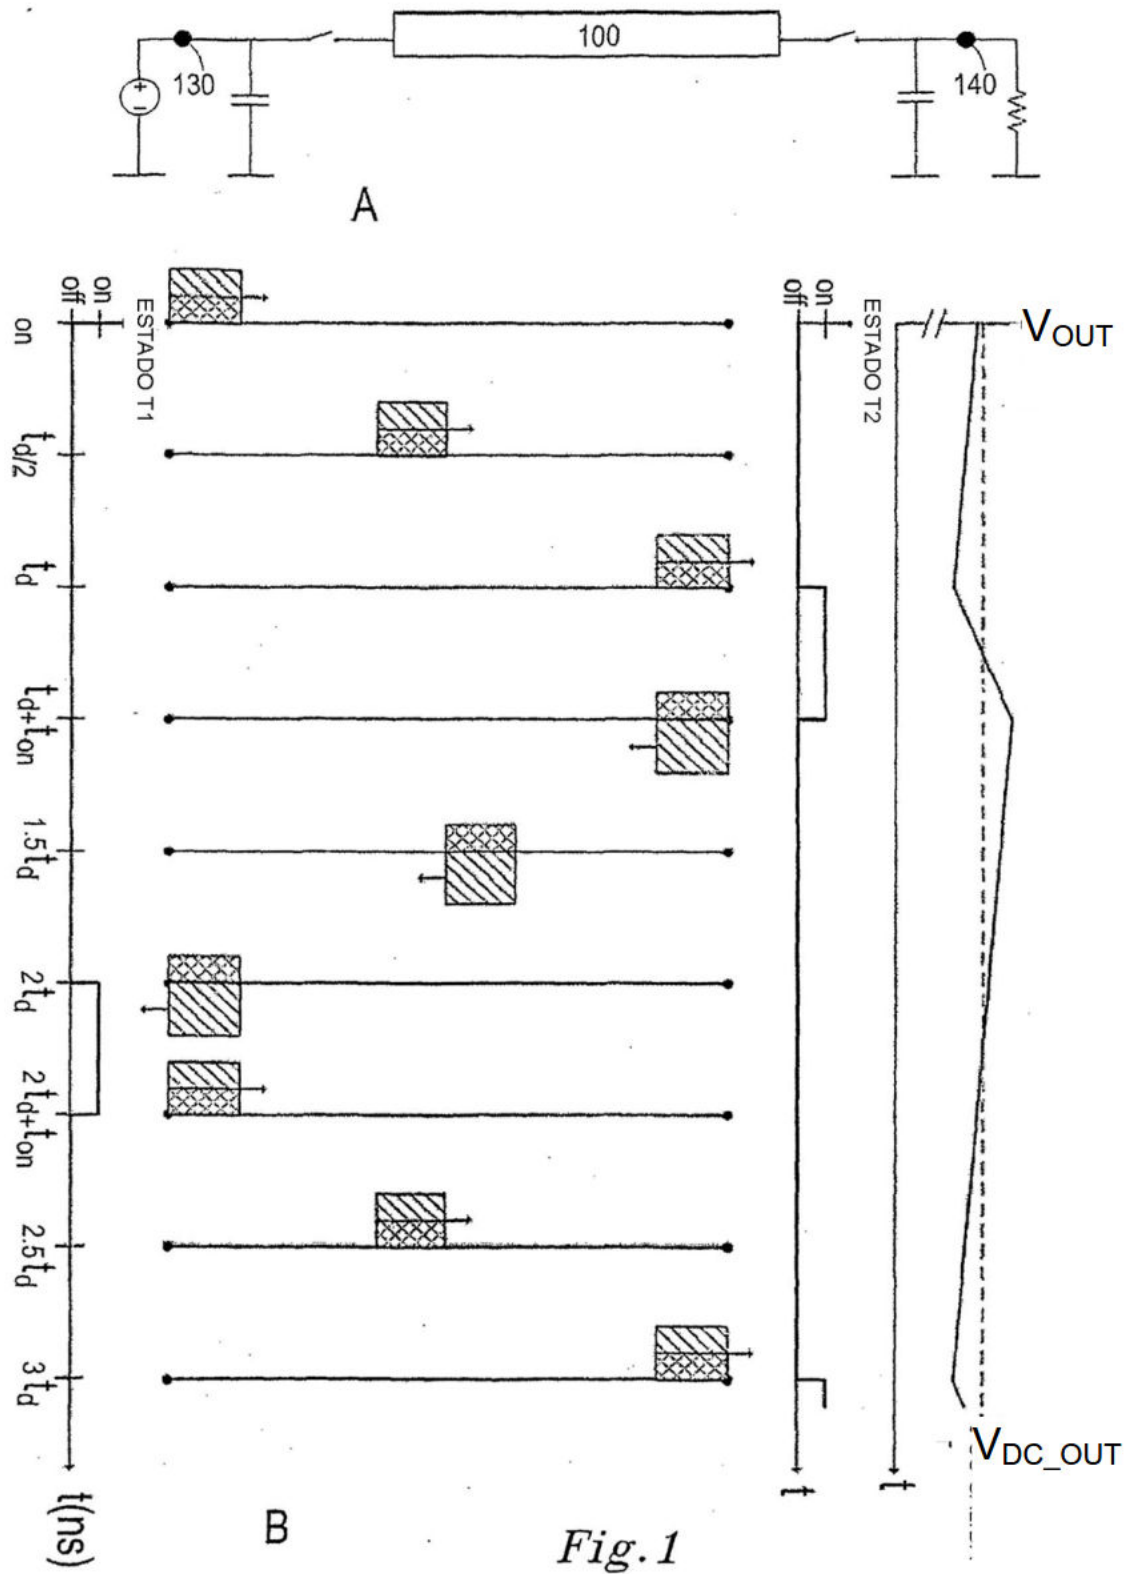 100
130
140
A
off
on
ESTADO T1
off
on
ESTADO T2
VOUT
on
td/2
td
td+ton
1.5td
2td
2td+ton
2.5td
3td
t(ns)
t
t
VDC_OUT
B
Fig. 1